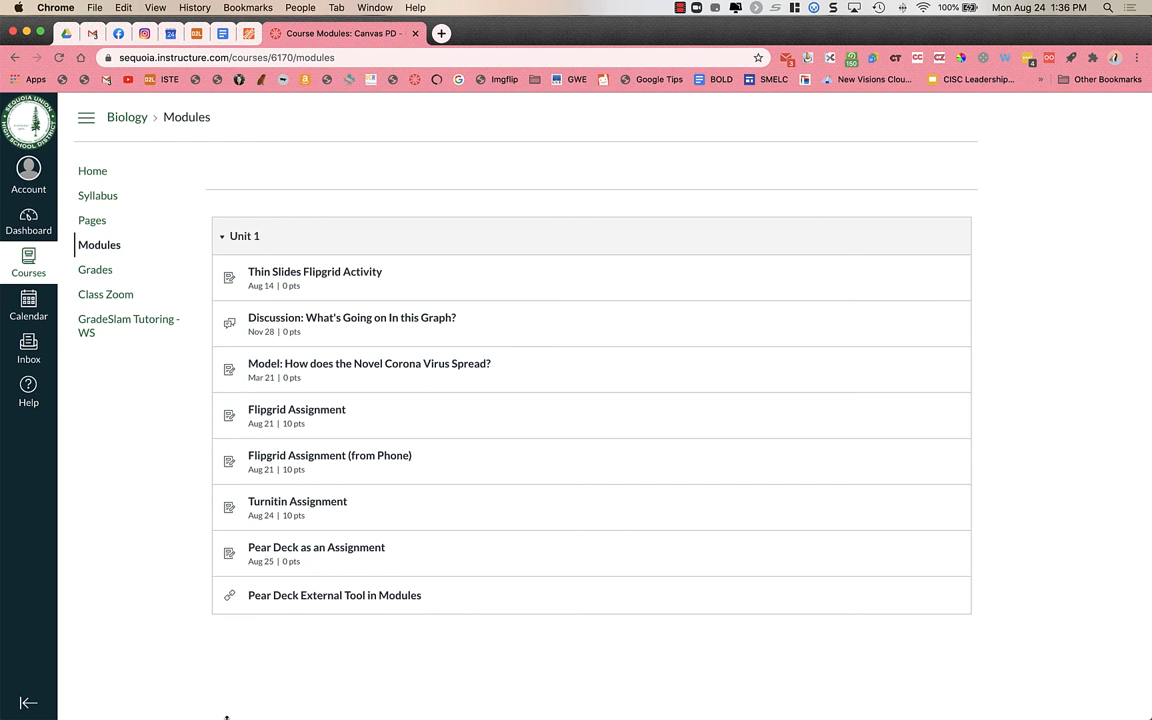 Chrome File Edit View History Bookmarks People Tab Window Help 100% Mon Aug 24 1:36 PM
Course Modules: Canvas PD -
sequoia.instructure.com/courses/6170/modules
Apps ISTE Imgflip GWE Google Tips BOLD SMELC New Visions Clou... CISC Leadership... » Other Bookmarks
SEQUOIA UNION HIGH SCHOOL DISTRICT
Account
Dashboard
Courses
Calendar
Inbox
Help
Biology > Modules
Home
Syllabus
Pages
Modules
Grades
Class Zoom
GradeSlam Tutoring -
WS
Unit 1
Thin Slides Flipgrid Activity
Aug 14 | 0 pts
Discussion: What's Going on In this Graph?
Nov 28 | 0 pts
Model: How does the Novel Corona Virus Spread?
Mar 21 | 0 pts
Flipgrid Assignment
Aug 21 | 10 pts
Flipgrid Assignment (from Phone)
Aug 21 | 10 pts
Turnitin Assignment
Aug 24 | 10 pts
Pear Deck as an Assignment
Aug 25 | 0 pts
Pear Deck External Tool in Modules